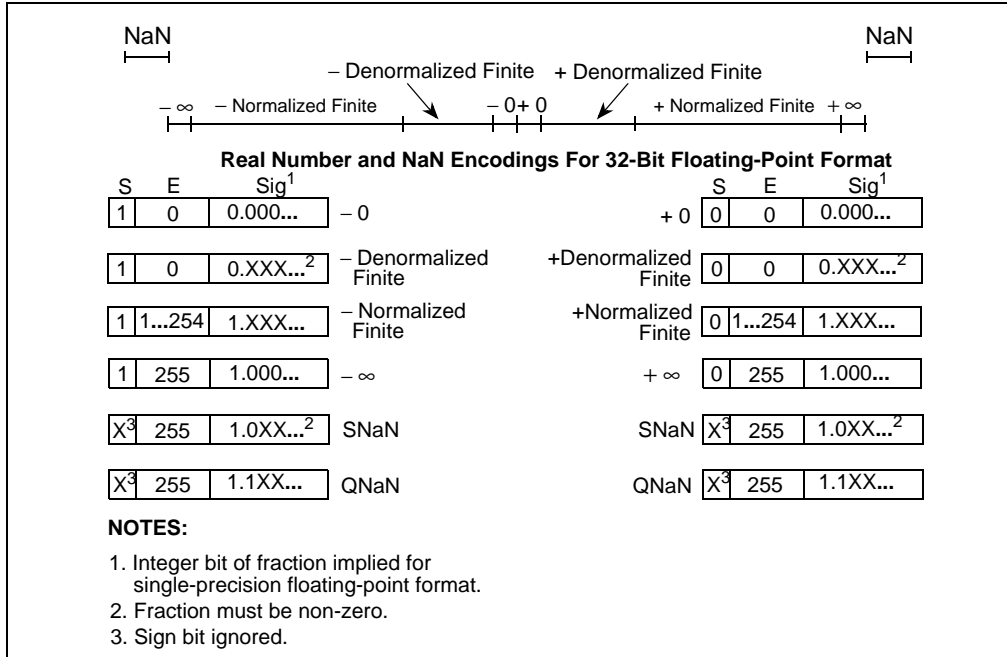 NaN NaN
− Denormalized Finite + Denormalized Finite
− ∞ − Normalized Finite − 0 + 0 + Normalized Finite + ∞
Real Number and NaN Encodings For 32-Bit Floating-Point Format
S E Sig1 S E Sig1
1 0 0.000... − 0 + 0 0 0 0.000...
1 0 0.XXX...2 − Denormalized Finite +Denormalized Finite 0 0 0.XXX...2
1 1...254 1.XXX... − Normalized Finite +Normalized Finite 0 1...254 1.XXX...
1 255 1.000... − ∞ + ∞ 0 255 1.000...
X3 255 1.0XX...2 SNaN SNaN X3 255 1.0XX...2
X3 255 1.1XX... QNaN QNaN X3 255 1.1XX...
NOTES:
1. Integer bit of fraction implied for
single-precision floating-point format.
2. Fraction must be non-zero.
3. Sign bit ignored.